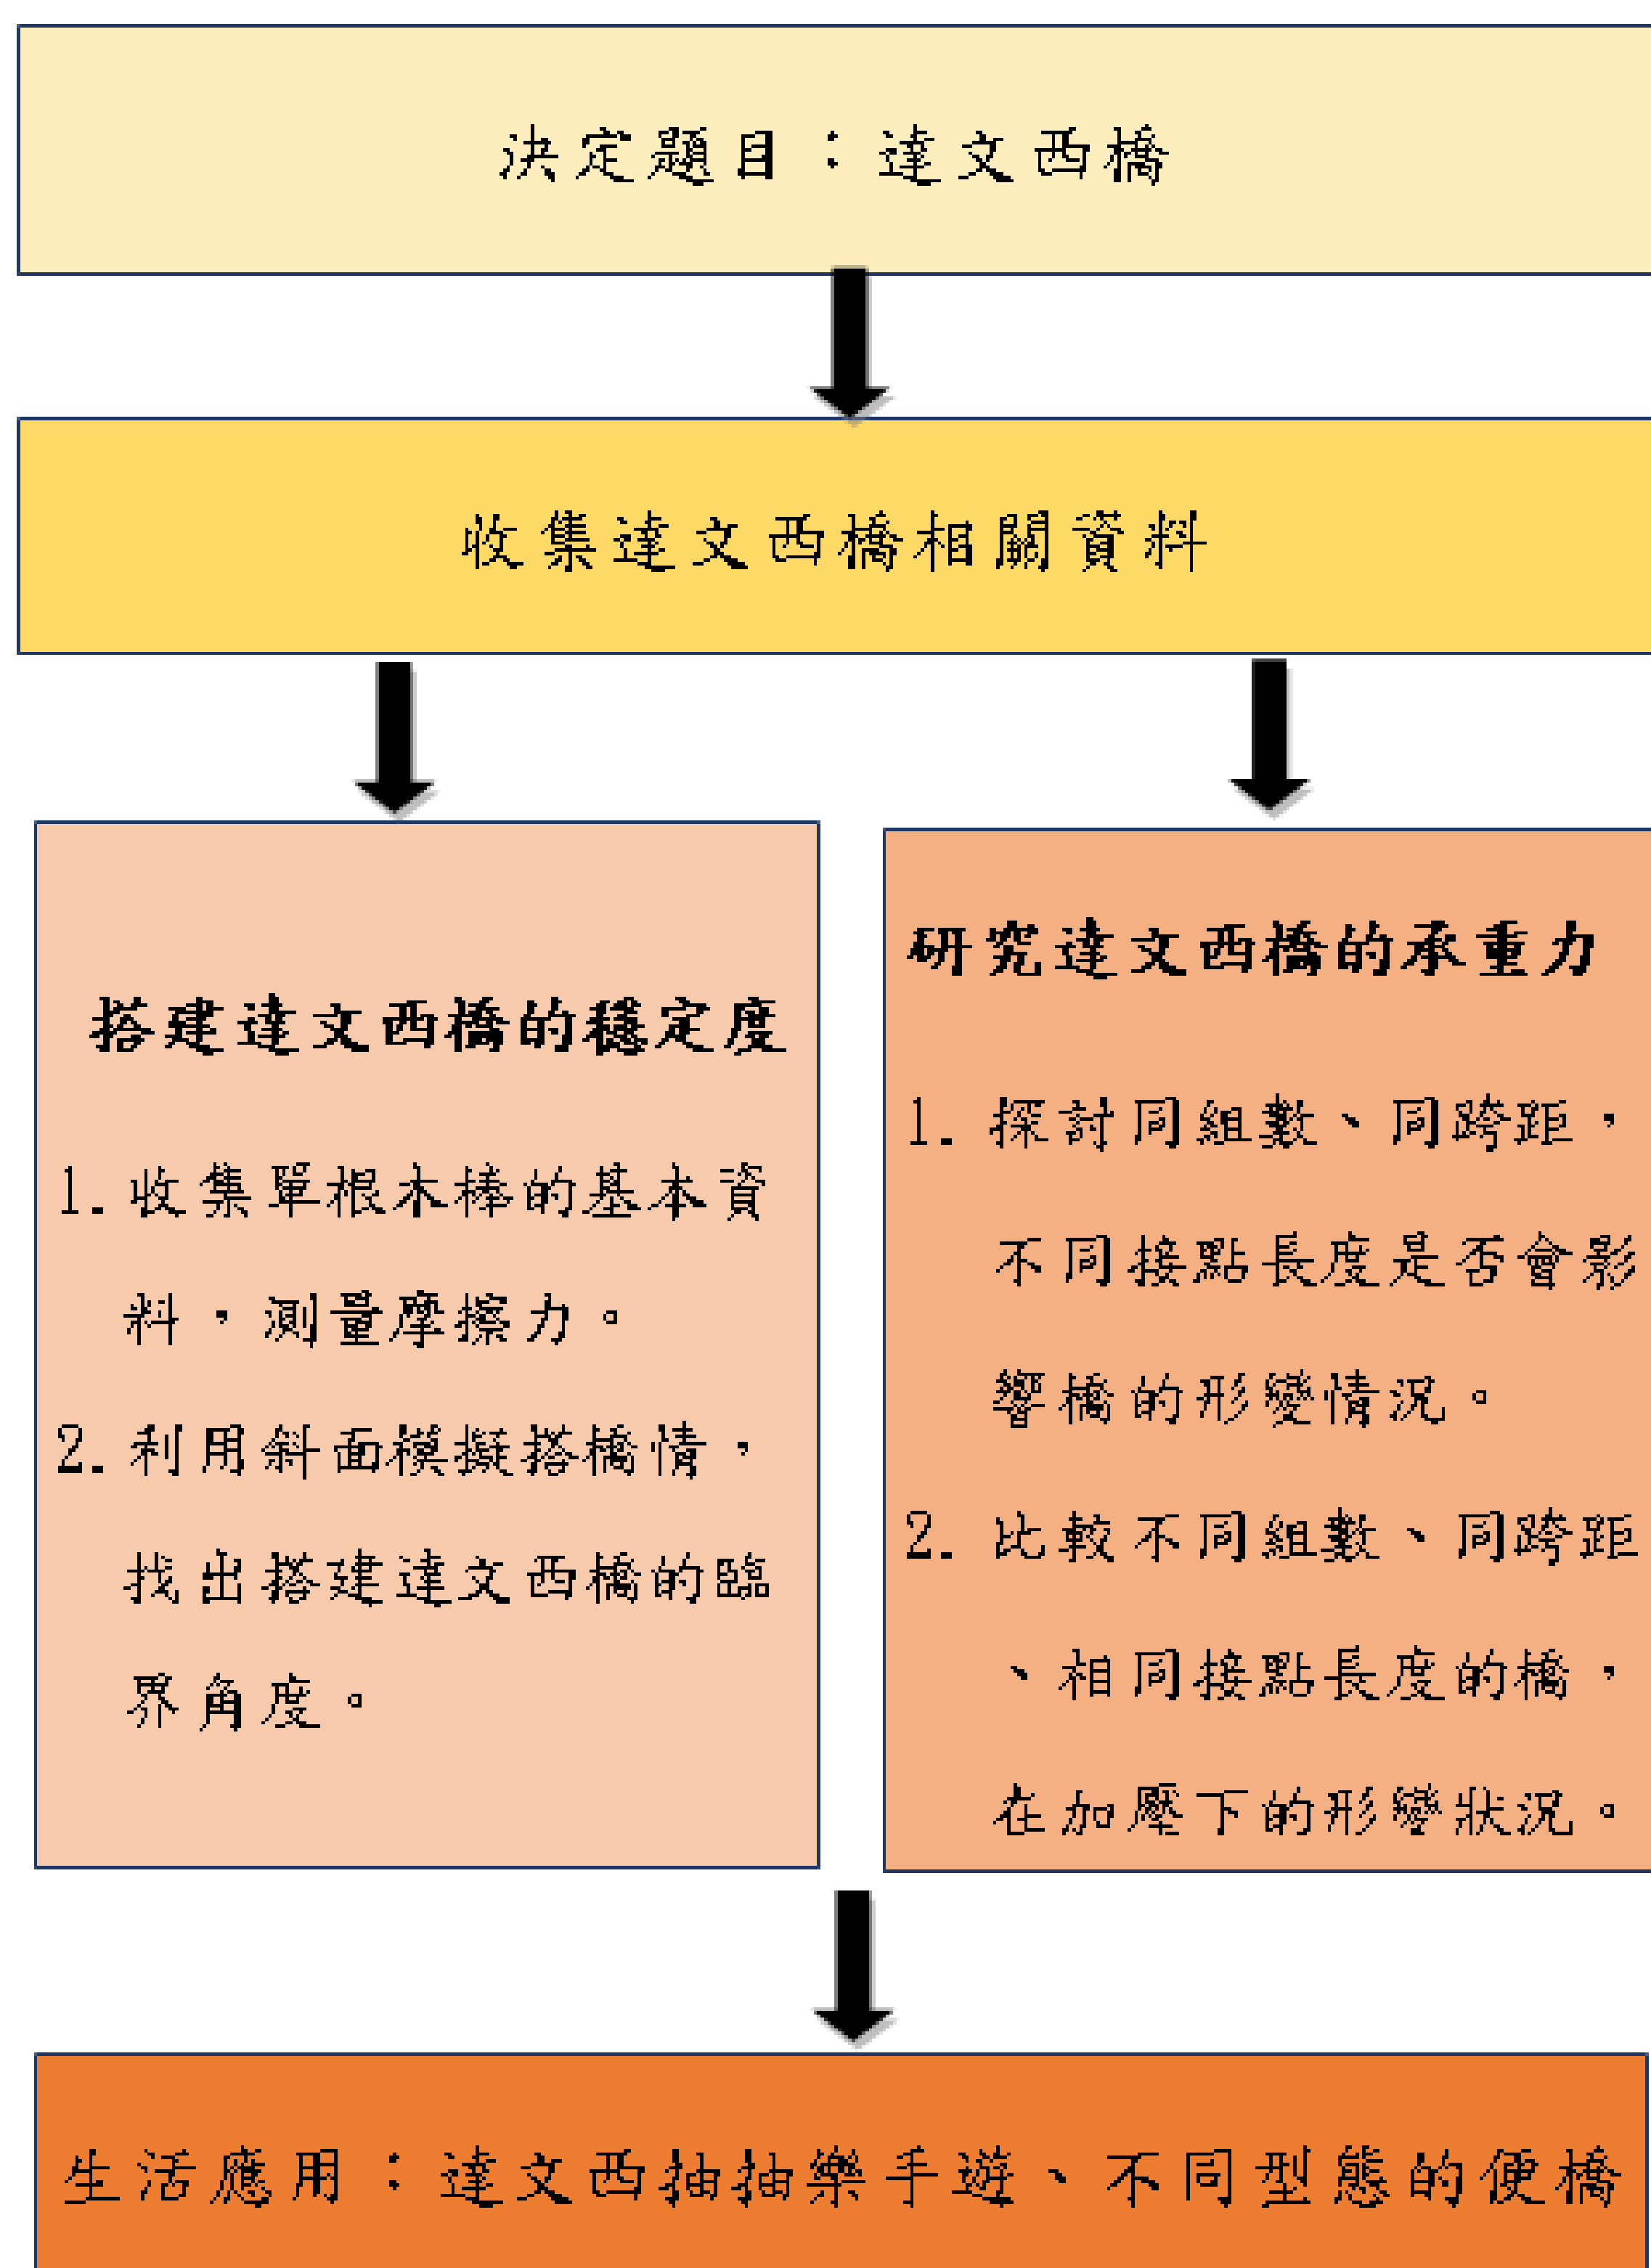 決定題目：達文西橋
收集達文西橋相關資料
搭建達文西橋的穩定度
1. 收集單根木棒的基本資
料，測量摩擦力。
2. 利用斜面模擬搭橋情，
找出搭建達文西橋的臨
界角度。
研究達文西橋的承重力
1. 探討同組數、同跨距，
不同接點長度是否會影
響橋的形變情況。
2. 比較不同組數、同跨距
、相同接點長度的橋，
在加壓下的形變狀況。
生活應用：達文西抽抽樂手遊、不同型態的便橋